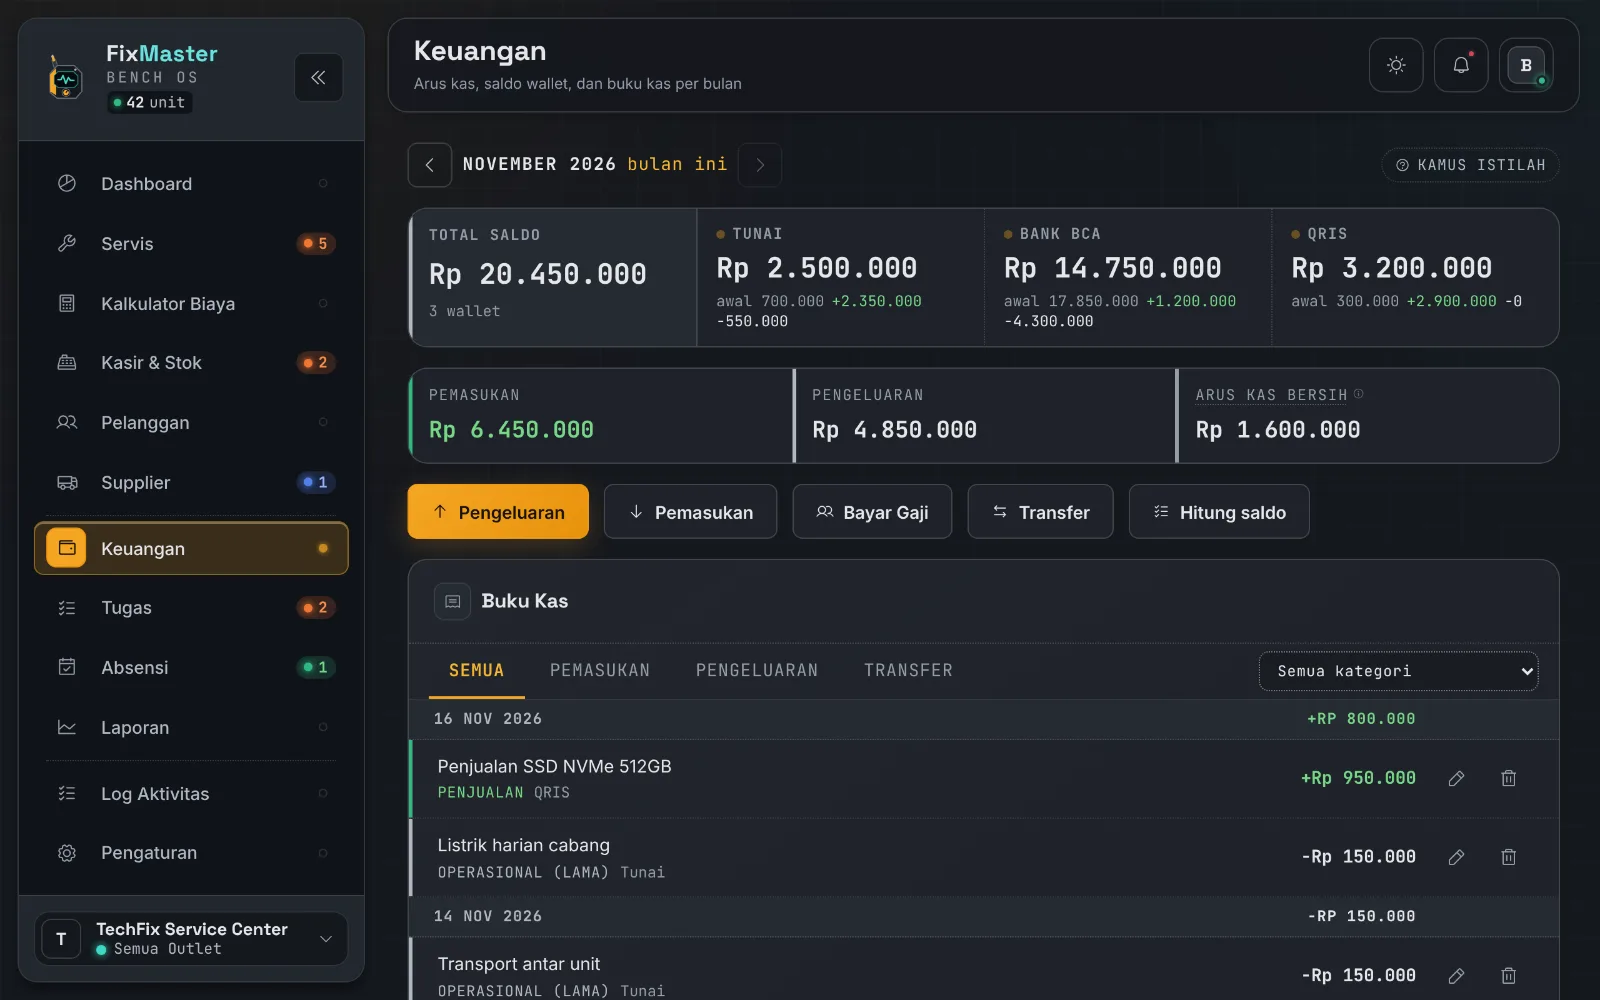 FixMaster
BENCH OS
42 unit
Dashboard
Servis 5
Kalkulator Biaya
Kasir & Stok 2
Pelanggan
Supplier 1
Keuangan
Tugas 2
Absensi 1
Laporan
Log Aktivitas
Pengaturan
T
TechFix Service Center
Semua Outlet
Keuangan
Arus kas, saldo wallet, dan buku kas per bulan
B
NOVEMBER 2026 bulan ini
KAMUS ISTILAH
TOTAL SALDO
Rp 20.450.000
3 wallet
TUNAI
Rp 2.500.000
awal 700.000 +2.350.000
-550.000
BANK BCA
Rp 14.750.000
awal 17.850.000 +1.200.000
-4.300.000
QRIS
Rp 3.200.000
awal 300.000 +2.900.000 -0
PEMASUKAN
Rp 6.450.000
PENGELUARAN
Rp 4.850.000
ARUS KAS BERSIH
Rp 1.600.000
Pengeluaran
Pemasukan
Bayar Gaji
Transfer
Hitung saldo
Buku Kas
SEMUA PEMASUKAN PENGELUARAN TRANSFER
Semua kategori
16 NOV 2026 +RP 800.000
Penjualan SSD NVMe 512GB
PENJUALAN QRIS
+Rp 950.000
Listrik harian cabang
OPERASIONAL (LAMA) Tunai
-Rp 150.000
14 NOV 2026 -RP 150.000
Transport antar unit
OPERASIONAL (LAMA) Tunai
-Rp 150.000